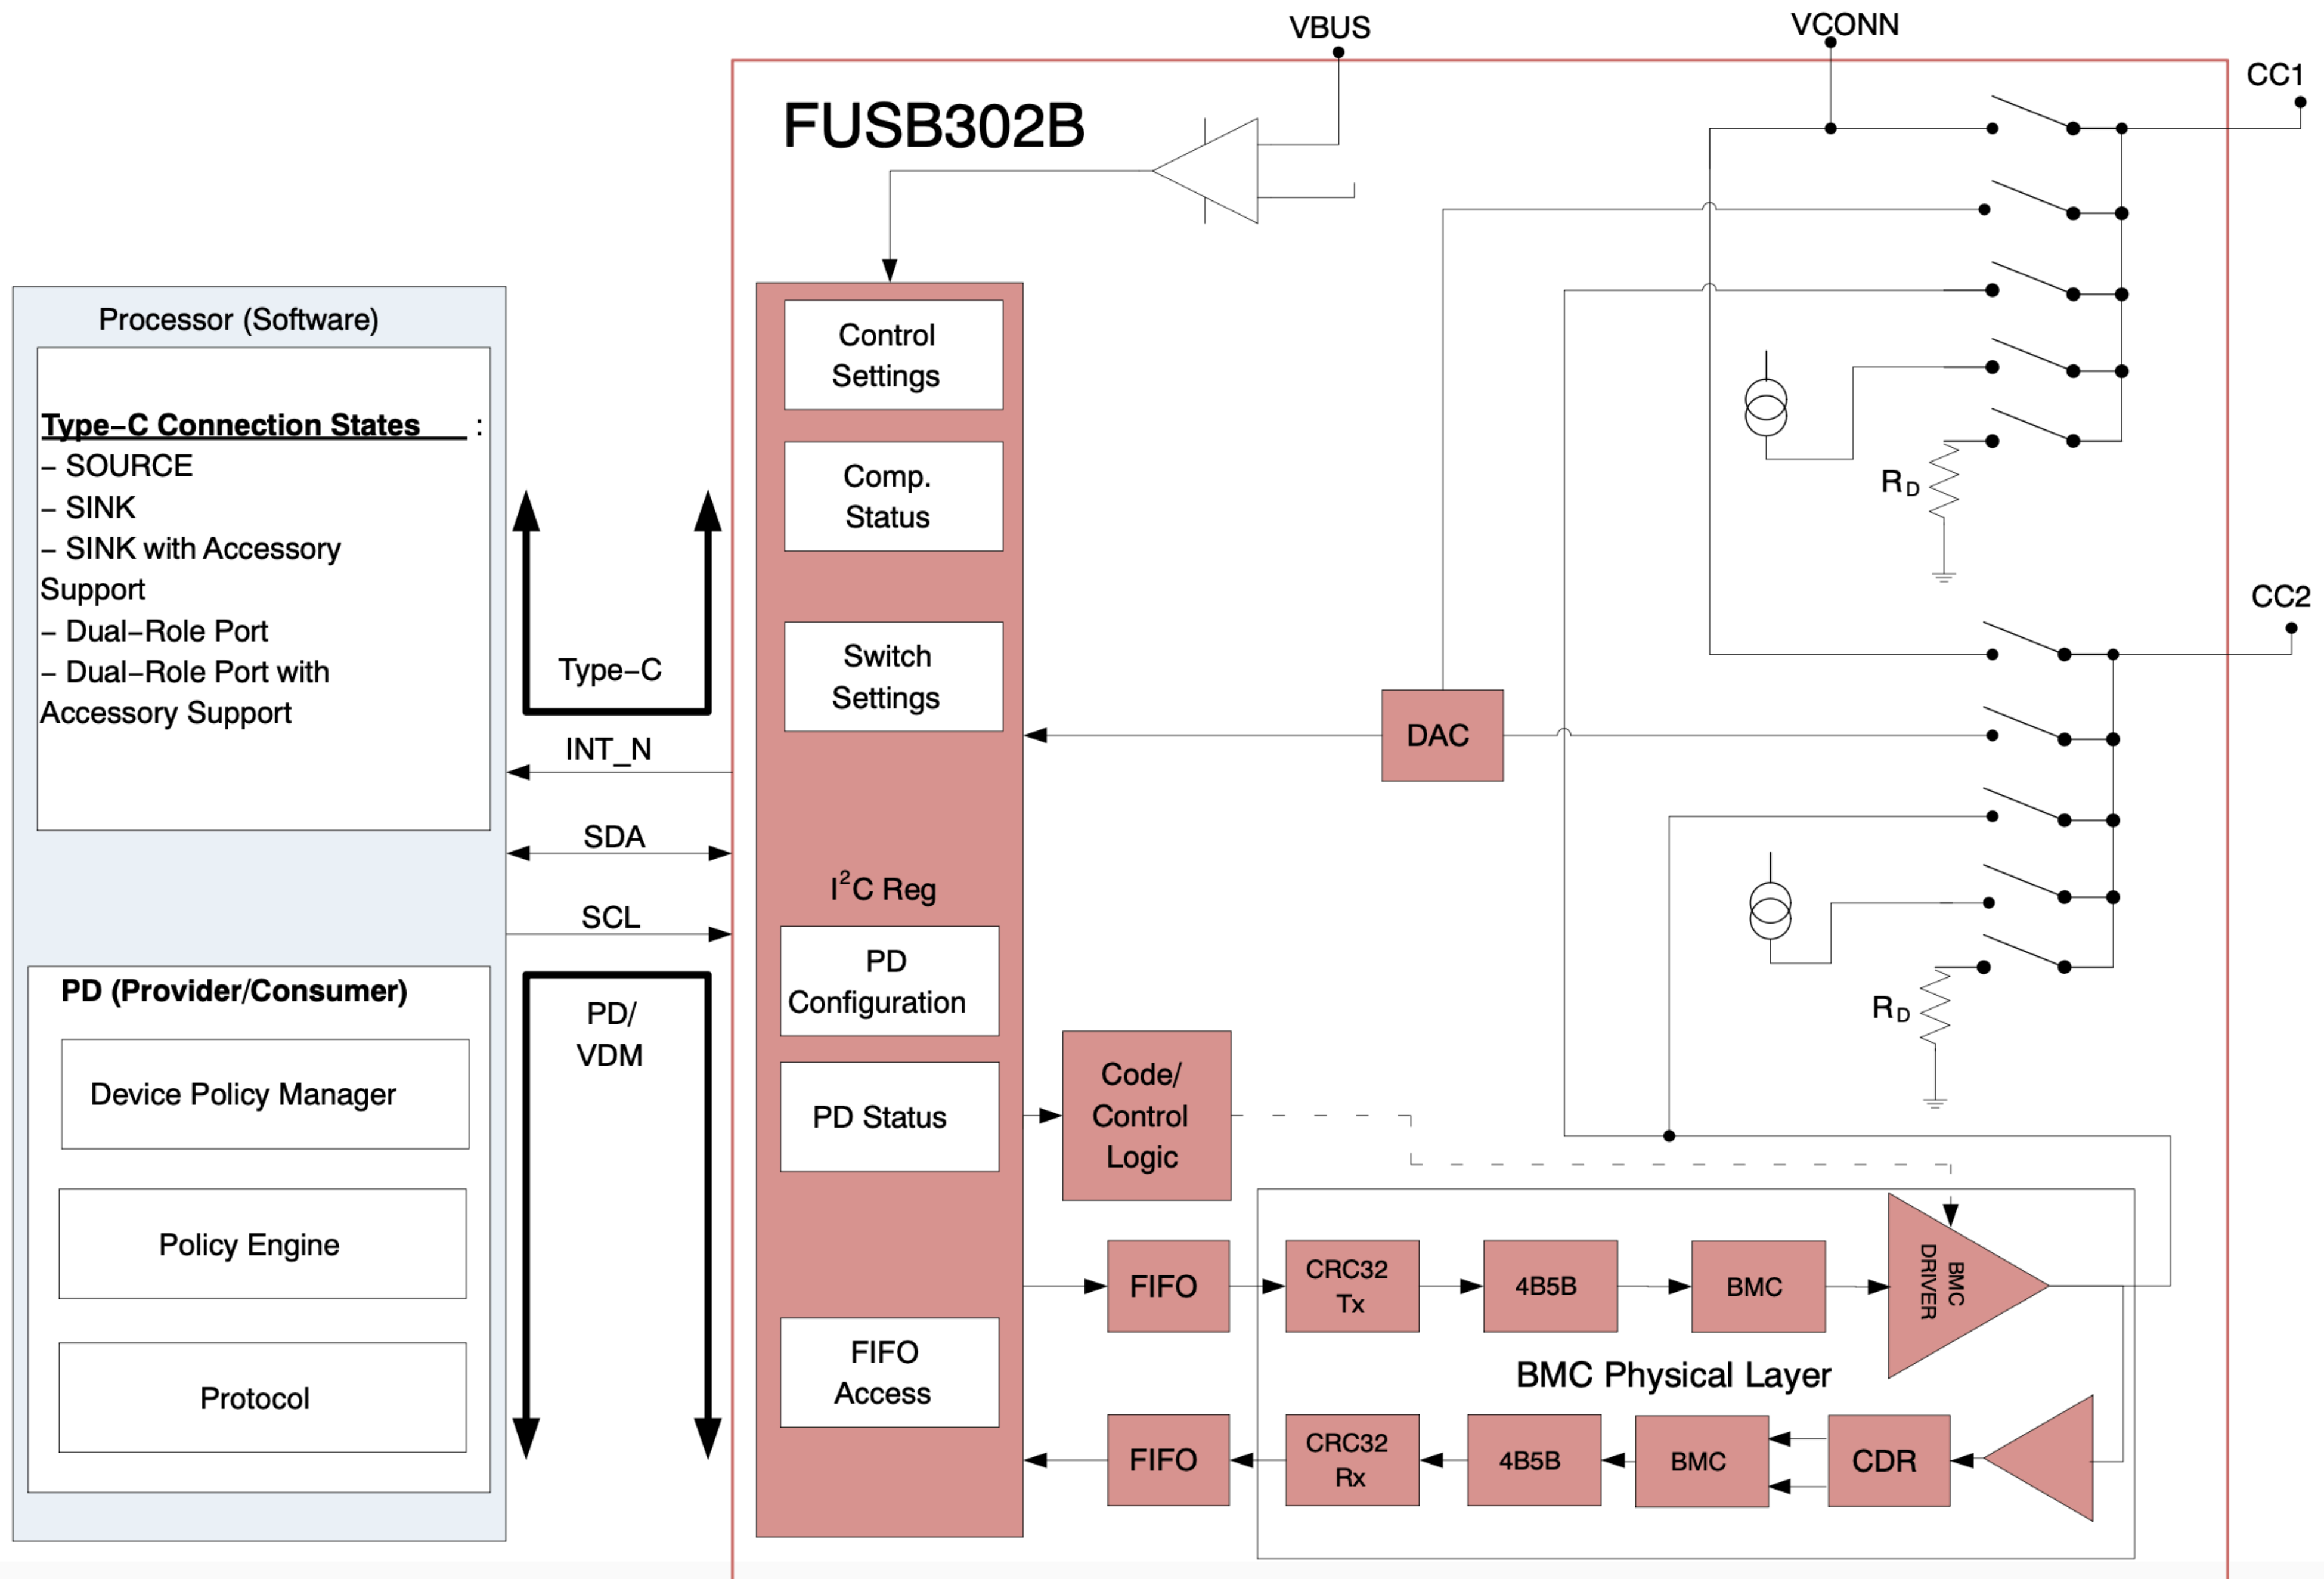 VBUS
VCONN
CC1
FUSB302B
Processor (Software)
Type–C Connection States :
– SOURCE
– SINK
– SINK with Accessory
Support
– Dual–Role Port
– Dual–Role Port with
Accessory Support
Type–C
INT_N
SDA
SCL
PD (Provider/Consumer)
Device Policy Manager
Policy Engine
Protocol
PD/
VDM
Control
Settings
Comp.
Status
Switch
Settings
I²C Reg
PD
Configuration
PD Status
FIFO
Access
Code/
Control
Logic
DAC
RD
CC2
RD
FIFO
CRC32
Tx
4B5B
BMC
BMC
DRIVER
BMC Physical Layer
FIFO
CRC32
Rx
4B5B
BMC
CDR